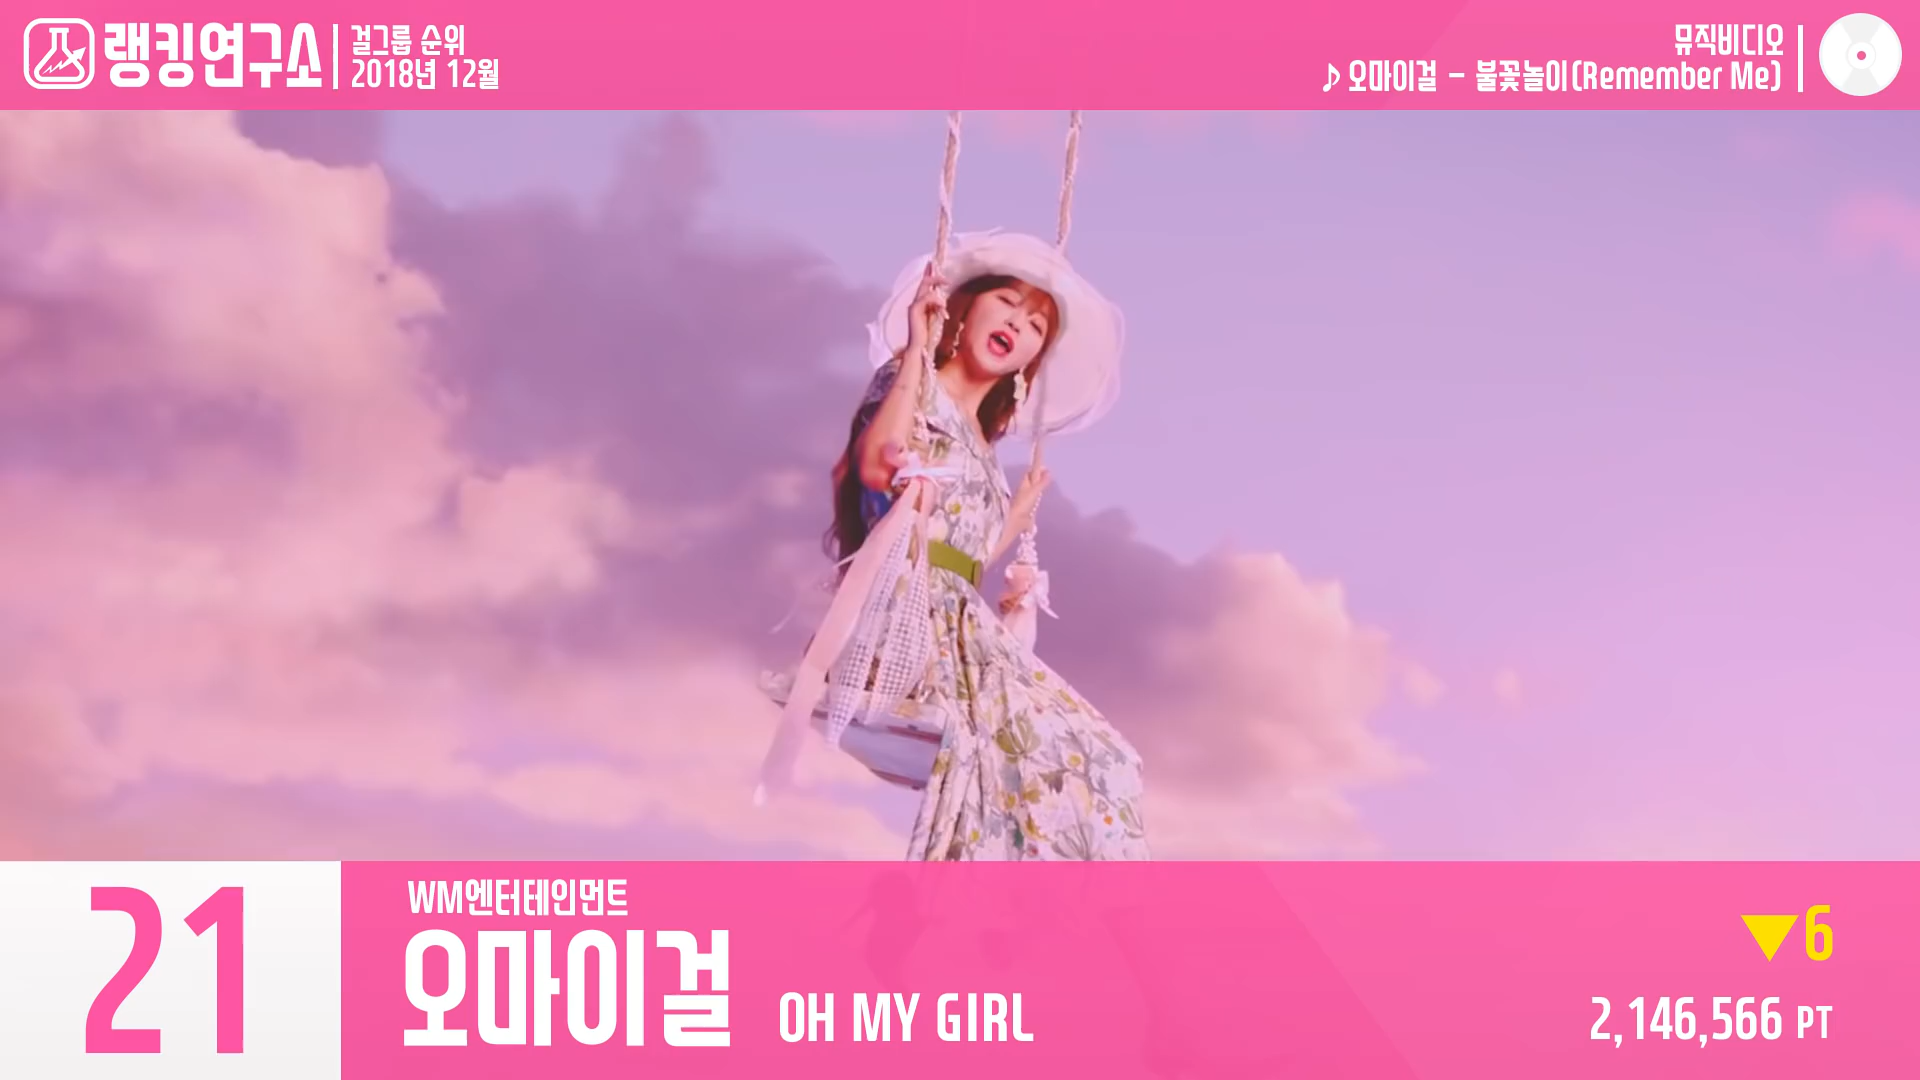 랭킹연구소
걸그룹 순위
2018년 12월
뮤직비디오
♪ 오마이걸 - 불꽃놀이(Remember Me)
21
WM엔터테인먼트
오마이걸 OH MY GIRL
▼6
2,146,566 PT